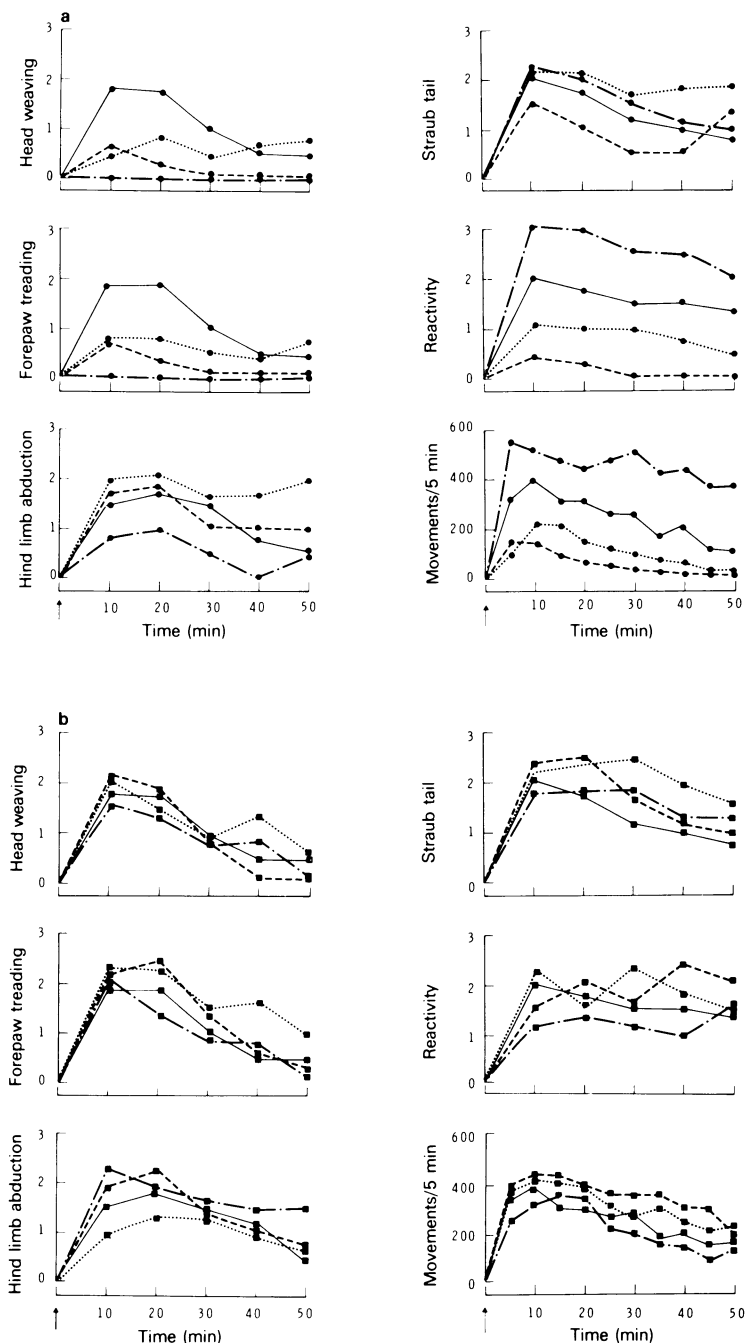 a
Head weaving
3
2
1
0
Straub tail
3
2
1
0
Forepaw treading
3
2
1
0
Reactivity
3
2
1
0
Hind limb abduction
3
2
1
0
10 20 30 40 50
Time (min)
Movements/5 min
600
400
200
0
10 20 30 40 50
Time (min)
b
Head weaving
3
2
1
0
Straub tail
3
2
1
0
Forepaw treading
3
2
1
0
Reactivity
3
2
1
0
Hind limb abduction
3
2
1
0
10 20 30 40 50
Time (min)
Movements/5 min
600
400
200
0
10 20 30 40 50
Time (min)